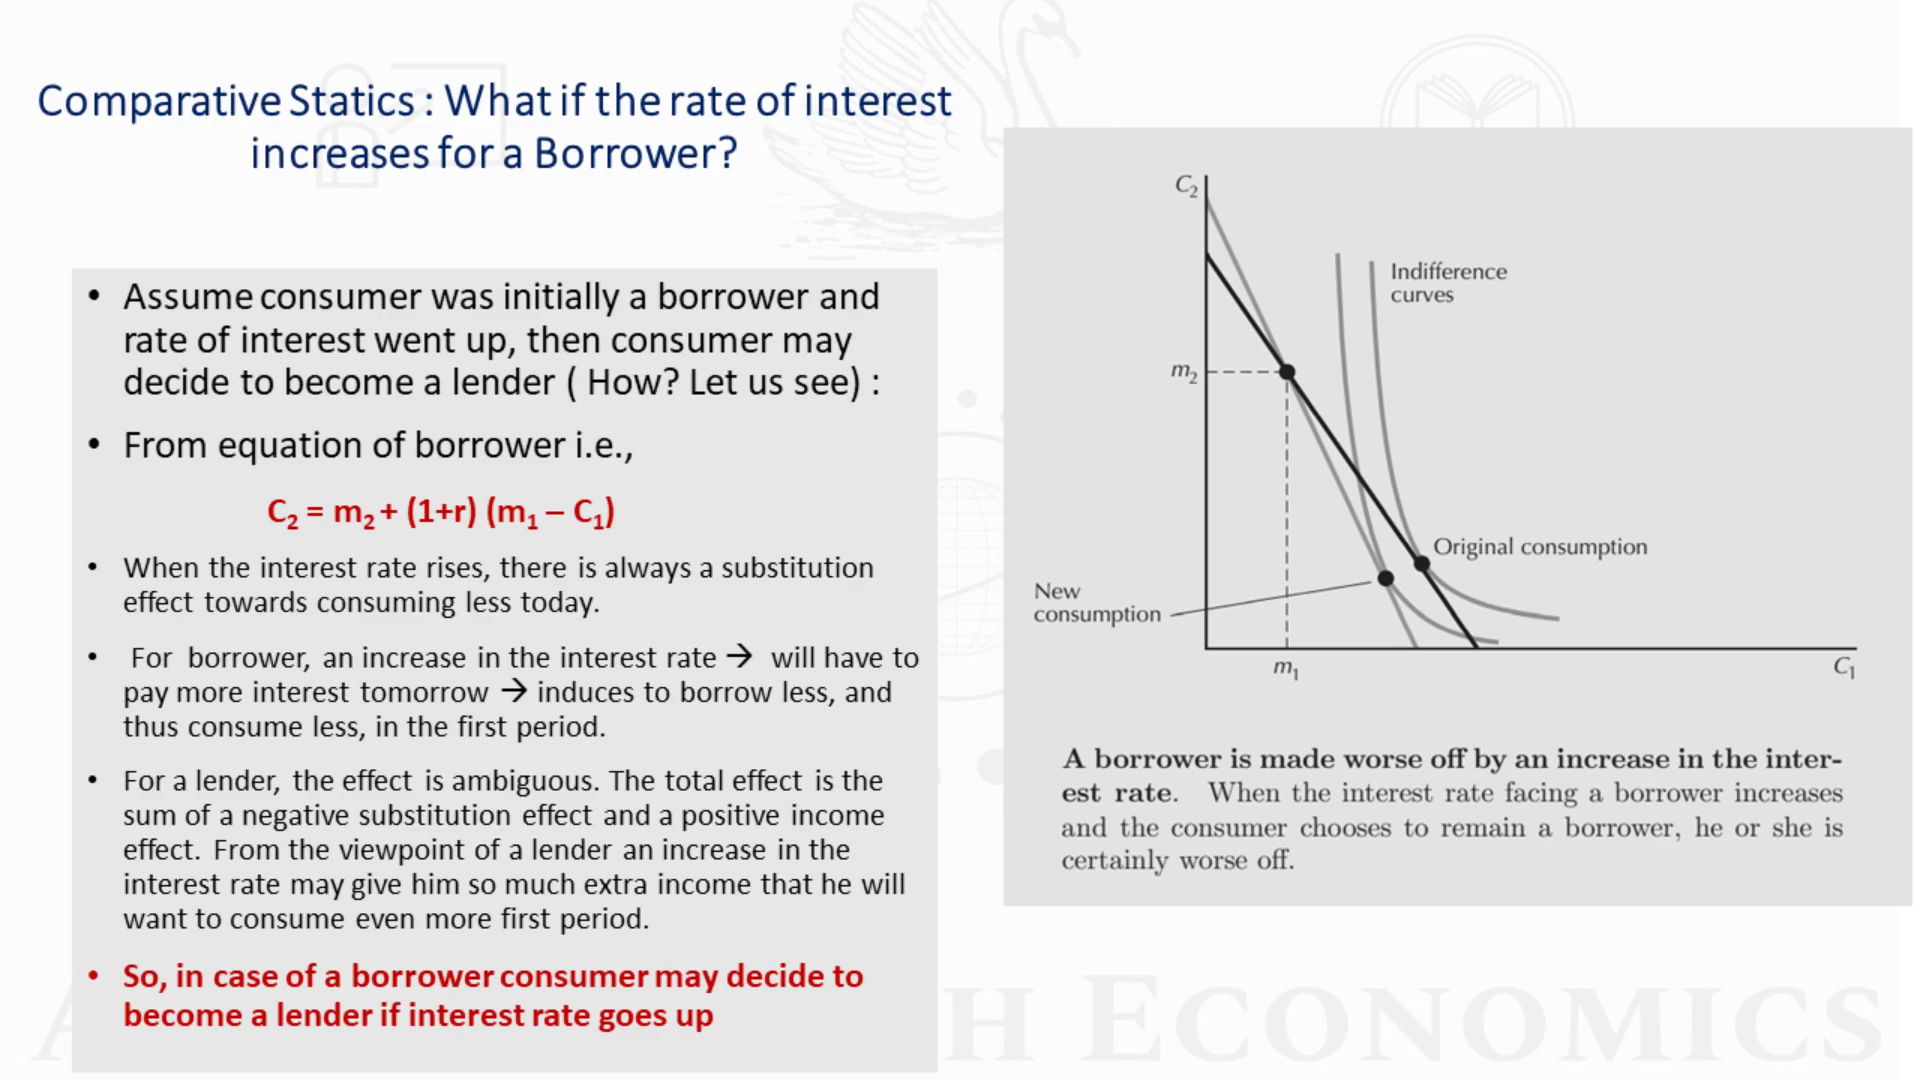 Comparative Statics : What if the rate of interest
increases for a Borrower?
• Assume consumer was initially a borrower and
rate of interest went up, then consumer may
decide to become a lender ( How? Let us see) :
• From equation of borrower i.e.,
C₂ = m₂ + (1+r) (m₁ – C₁)
• When the interest rate rises, there is always a substitution
effect towards consuming less today.
• For borrower, an increase in the interest rate → will have to
pay more interest tomorrow → induces to borrow less, and
thus consume less, in the first period.
• For a lender, the effect is ambiguous. The total effect is the
sum of a negative substitution effect and a positive income
effect. From the viewpoint of a lender an increase in the
interest rate may give him so much extra income that he will
want to consume even more first period.
• So, in case of a borrower consumer may decide to
become a lender if interest rate goes up
C₂
Indifference
curves
m₂
Original consumption
New
consumption
m₁
C₁
A borrower is made worse off by an increase in the inter-
est rate. When the interest rate facing a borrower increases
and the consumer chooses to remain a borrower, he or she is
certainly worse off.
ECONOMICS